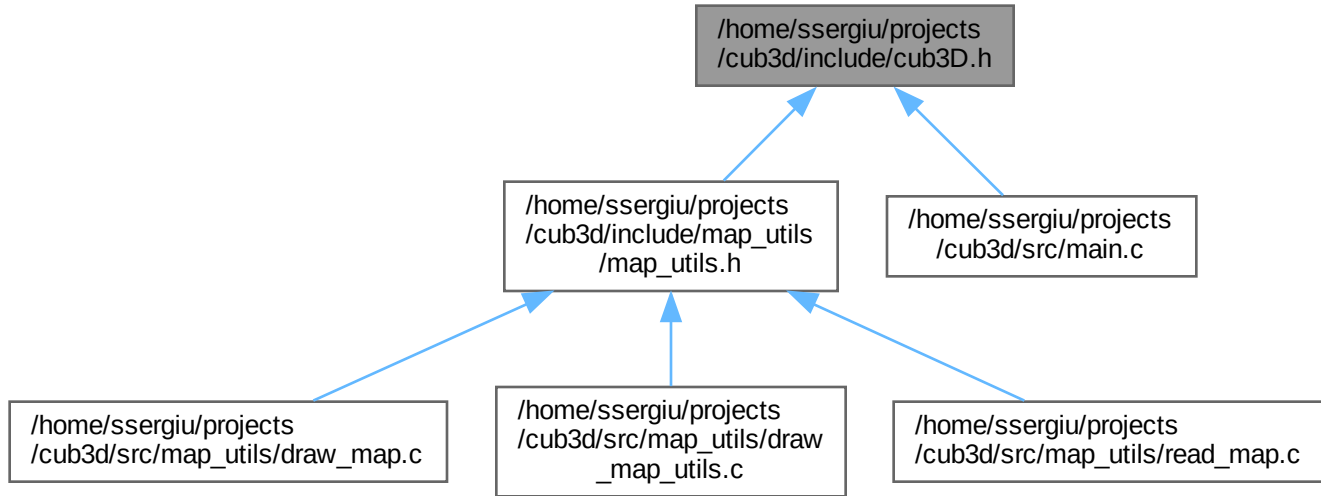 /home/ssergiu/projects
/cub3d/include/cub3D.h
/home/ssergiu/projects
/cub3d/include/map_utils
/map_utils.h
/home/ssergiu/projects
/cub3d/src/main.c
/home/ssergiu/projects
/cub3d/src/map_utils/draw_map.c
/home/ssergiu/projects
/cub3d/src/map_utils/draw
_map_utils.c
/home/ssergiu/projects
/cub3d/src/map_utils/read_map.c